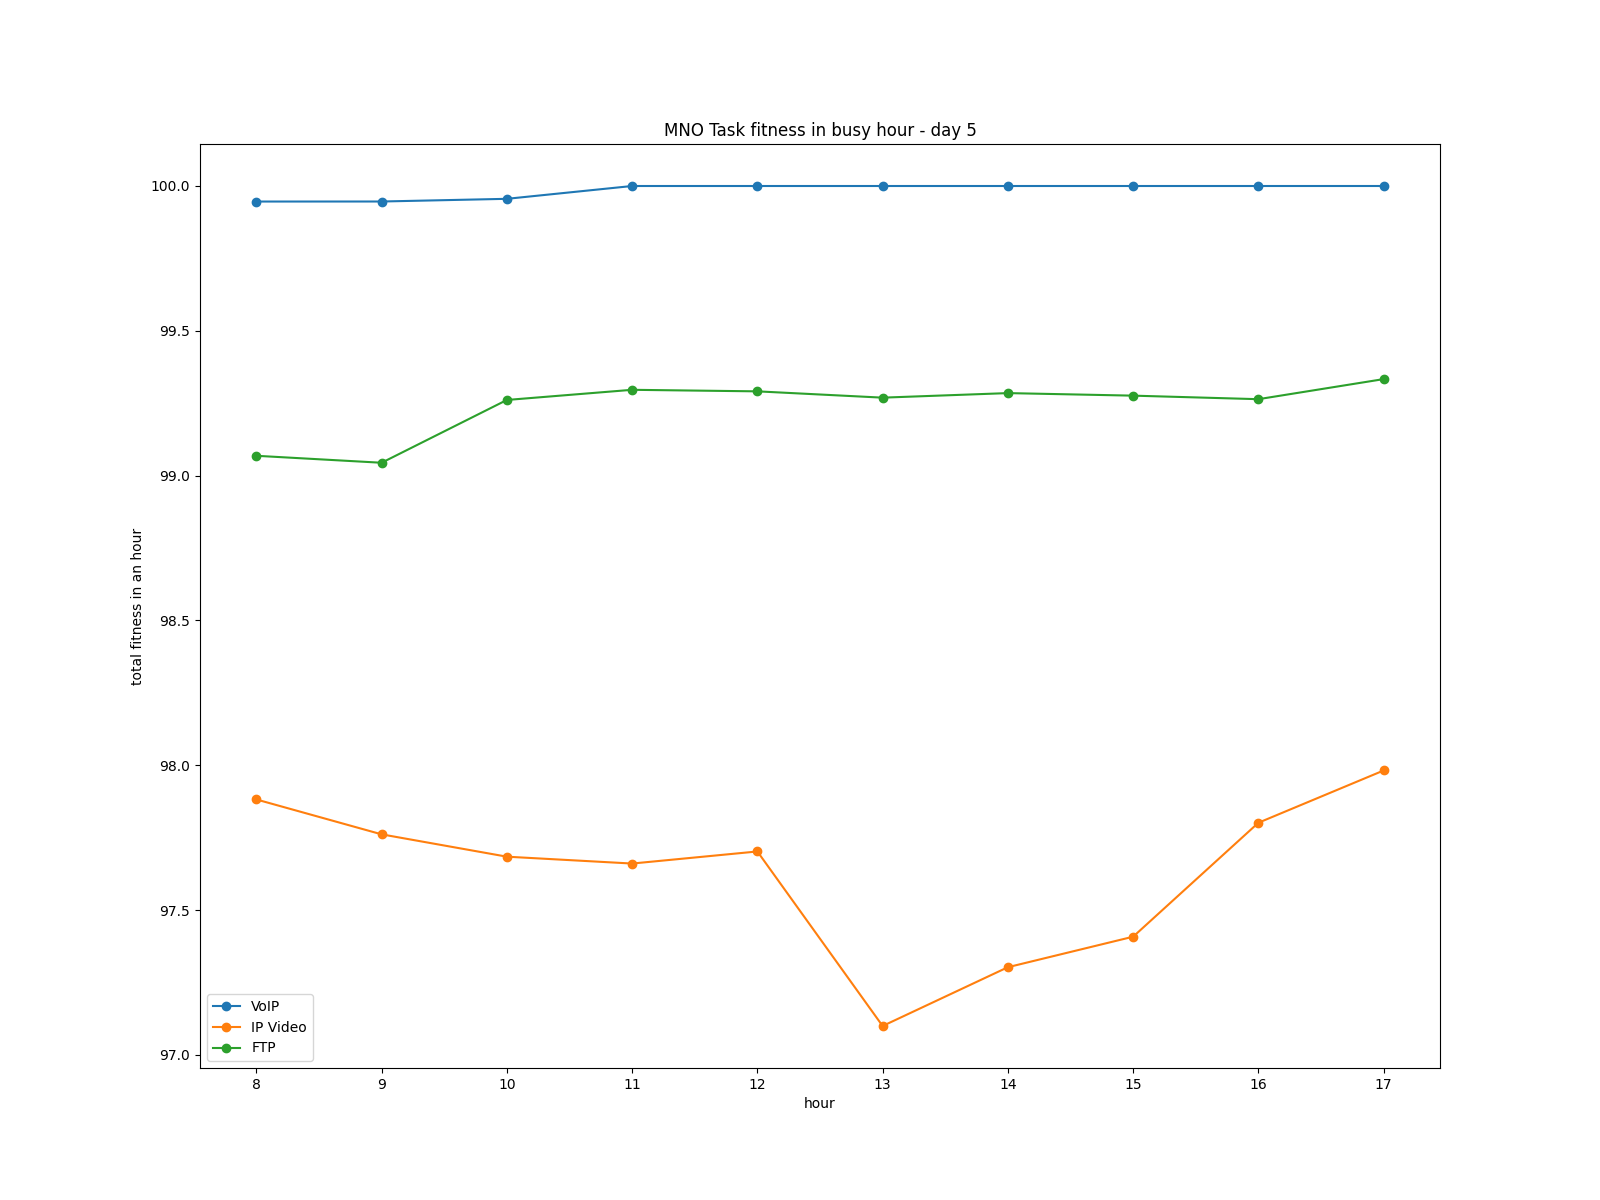 MNO Task fitness in busy hour - day 5
100.0
99.5
99.0
98.5
98.0
97.5
97.0
total fitness in an hour
VoIP
IP Video
FTP
8 9 10 11 12 13 14 15 16 17
hour